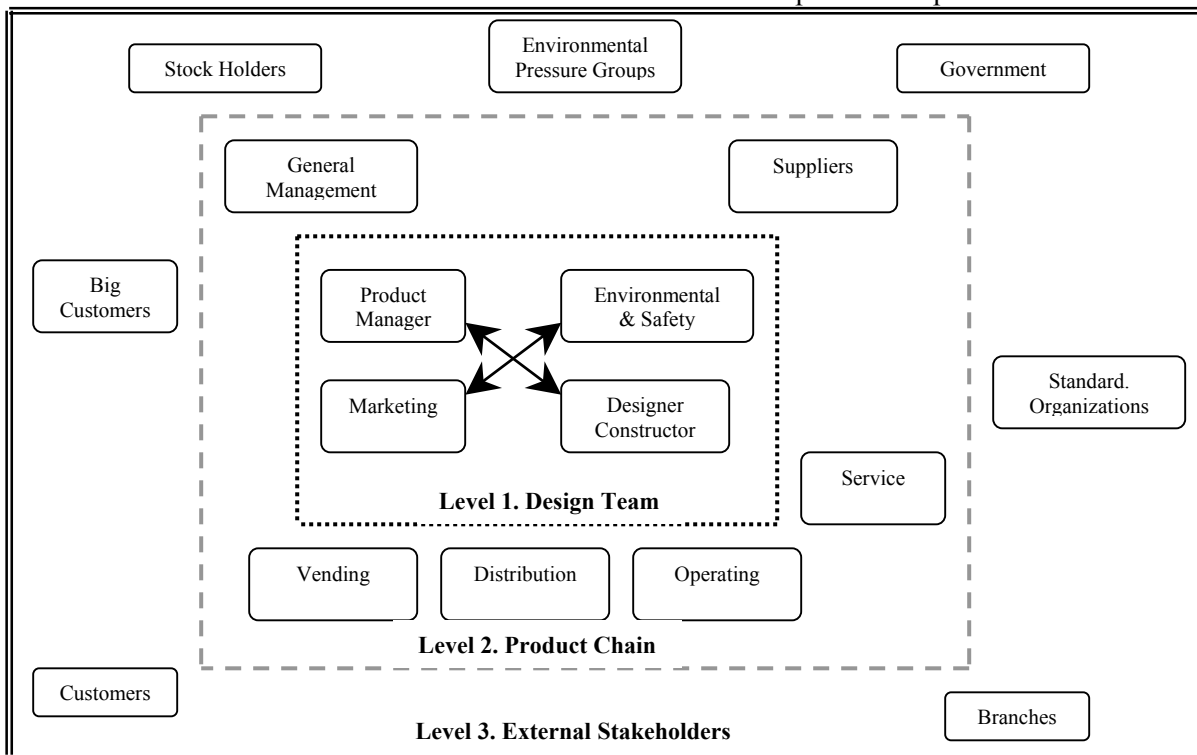 Stock Holders
Environmental
Pressure Groups
Government
General
Management
Suppliers
Big
Customers
Product
Manager
Environmental
& Safety
Marketing
Designer
Constructor
Standard.
Organizations
Service
Level 1. Design Team
Vending
Distribution
Operating
Level 2. Product Chain
Customers
Level 3. External Stakeholders
Branches